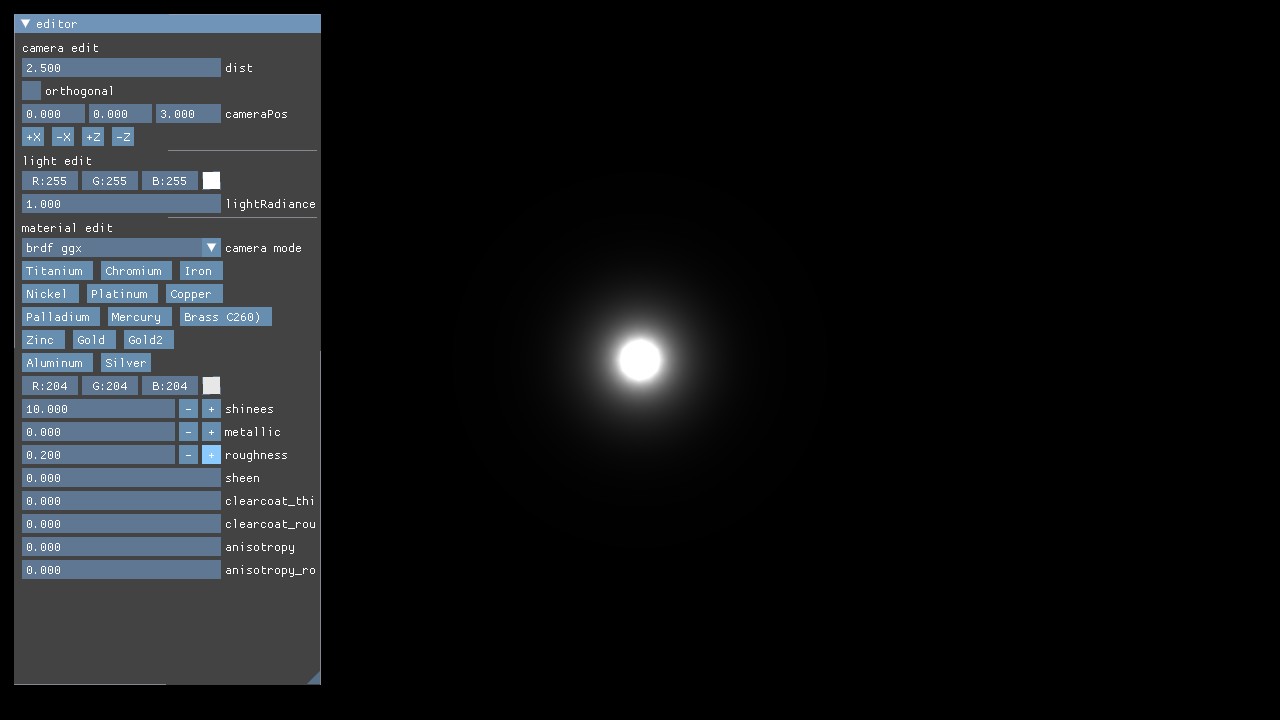 editor
camera edit
2.500 dist
orthogonal
0.000 0.000 3.000 cameraPos
+X -X +Z -Z
light edit
R:255 G:255 B:255
1.000 lightRadiance
material edit
brdf ggx camera mode
Titanium Chromium Iron
Nickel Platinum Copper
Palladium Mercury Brass C260)
Zinc Gold Gold2
Aluminum Silver
R:204 G:204 B:204
10.000 - + shinees
0.000 - + metallic
0.200 - + roughness
0.000 sheen
0.000 clearcoat_thi
0.000 clearcoat_rou
0.000 anisotropy
0.000 anisotropy_ro